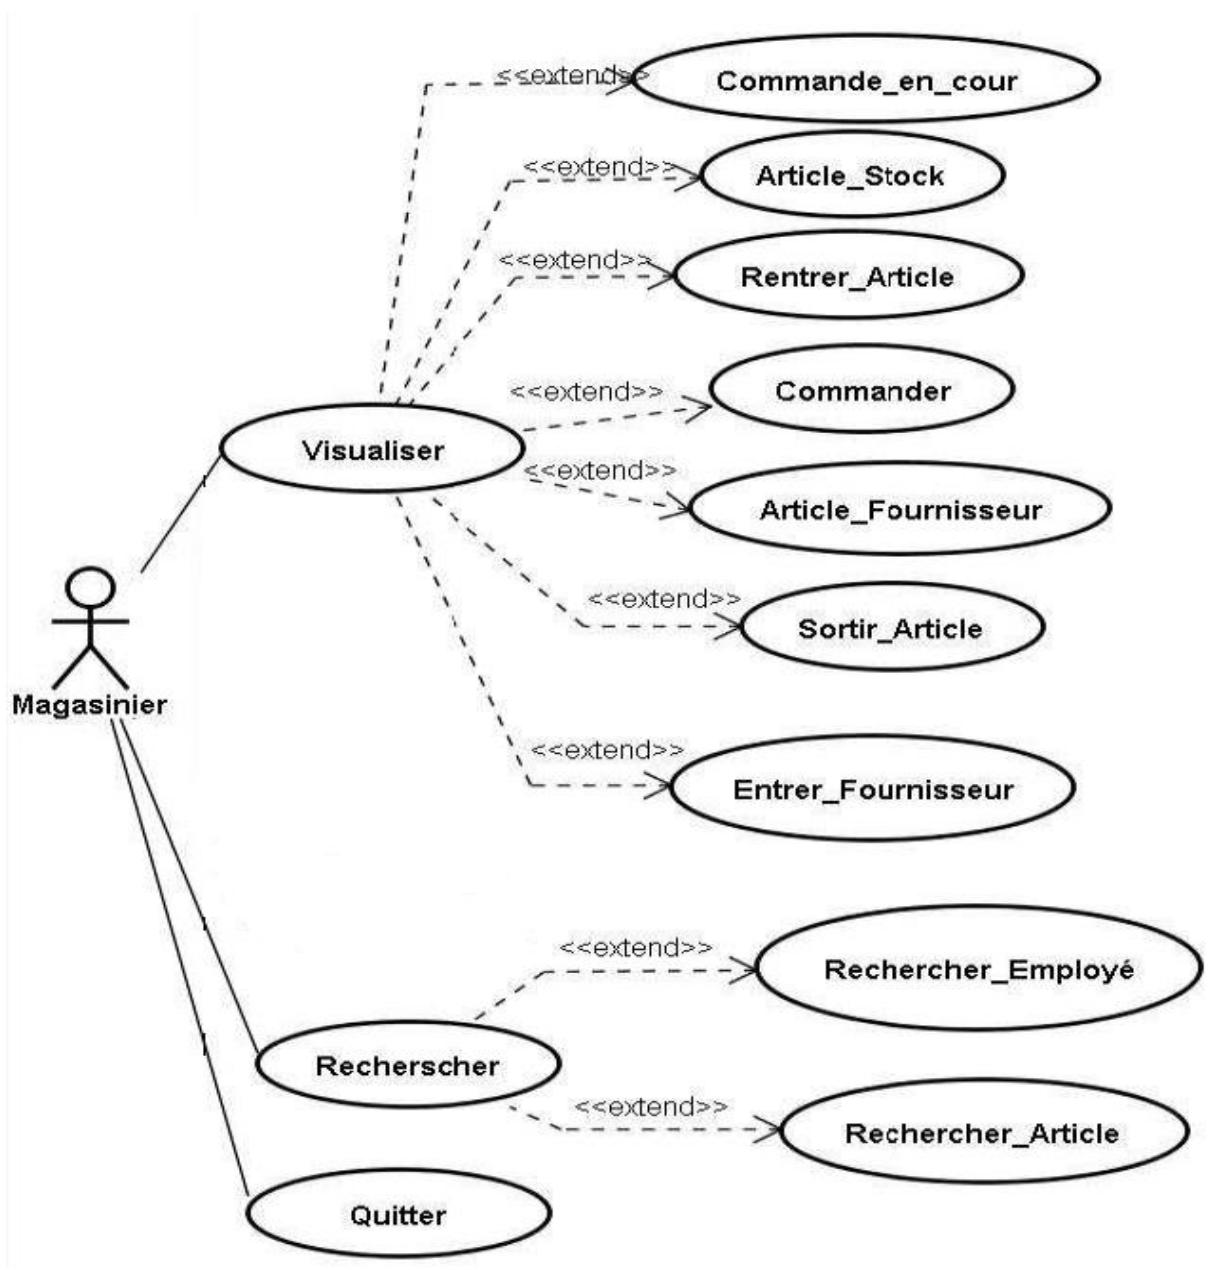 <<extends>
Commande_en_cour
<<extend>>
Article_Stock
<<extend>>
Rentrer_Article
<<extend>>
Commander
Visualiser
<<extend>>
Article_Fournisseur
<<extend>>
Sortir_Article
Magasinier
<<extend>>
Entrer_Fournisseur
<<extend>>
Rechercher_Employé
Recherscher
<<extend>>
Rechercher_Article
Quitter